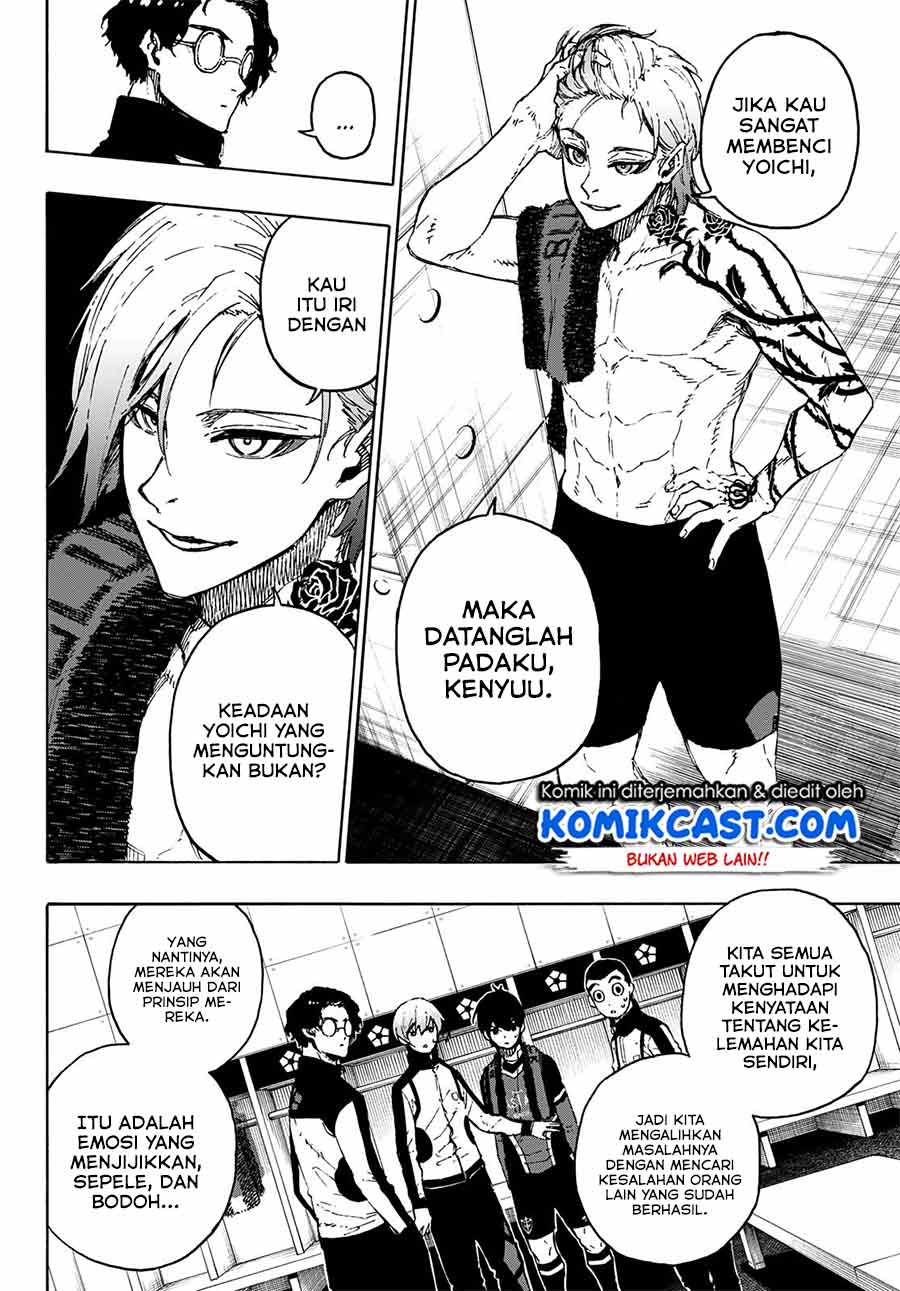 JIKA KAU
SANGAT
MEMBENCI
YOICHI,
...
MAKA
DATANGLAH
PADAKU,
KENYUU.
KAU
ITU IRI
DENGAN
KEADAAN
YOICHI YANG
MENGUNTUNG-
KAN BUKAN?
BL
BL
Komik ini diterjemahkan & diedit oleh
KOMIKCAST.COM
BUKAN WEB LAIN!!
KITA SEMUA
TAKUT UNTUK
MENGHADAPI
KENYATAAN
TENTANG KE-
LEMAHAN KITA
SENDIRI,
JADI KITA
MENGALIHKAN
MASALAHNYA
DENGAN MENCARI
KESALAHAN ORANG
LAIN YANG SUDAH
BERHASIL.
YANG
NANTINYA,
MEREKA AKAN
MENJAUH DARI
PRINSIP ME-
REKA.
ITU ADALAH
EMOSI YANG
MENJIJIKKAN,
SEPELE, DAN
BODOH...